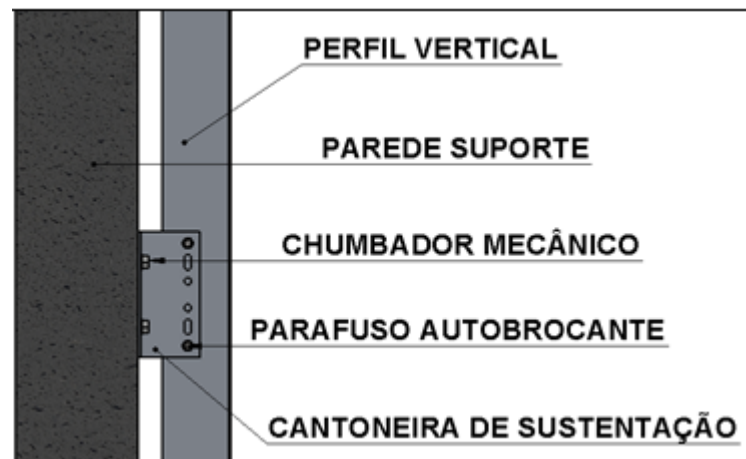 PERFIL VERTICAL
PAREDE SUPORTE
CHUMBADOR MECÂNICO
PARAFUSO AUTOBROCANTE
CANTONEIRA DE SUSTENTAÇÃO